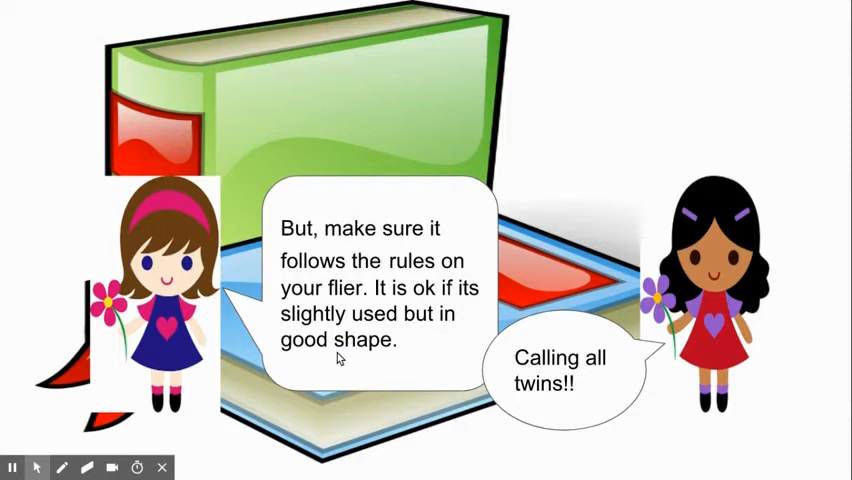 But, make sure it
follows the rules on
your flier. It is ok if its
slightly used but in
good shape.
Calling all
twins!!